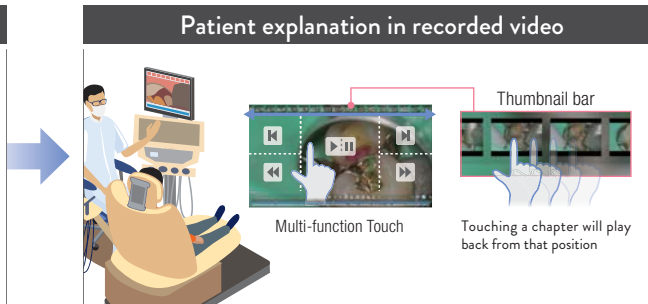 Patient explanation in recorded video
Thumbnail bar
Multi-function Touch
Touching a chapter will play
back from that position